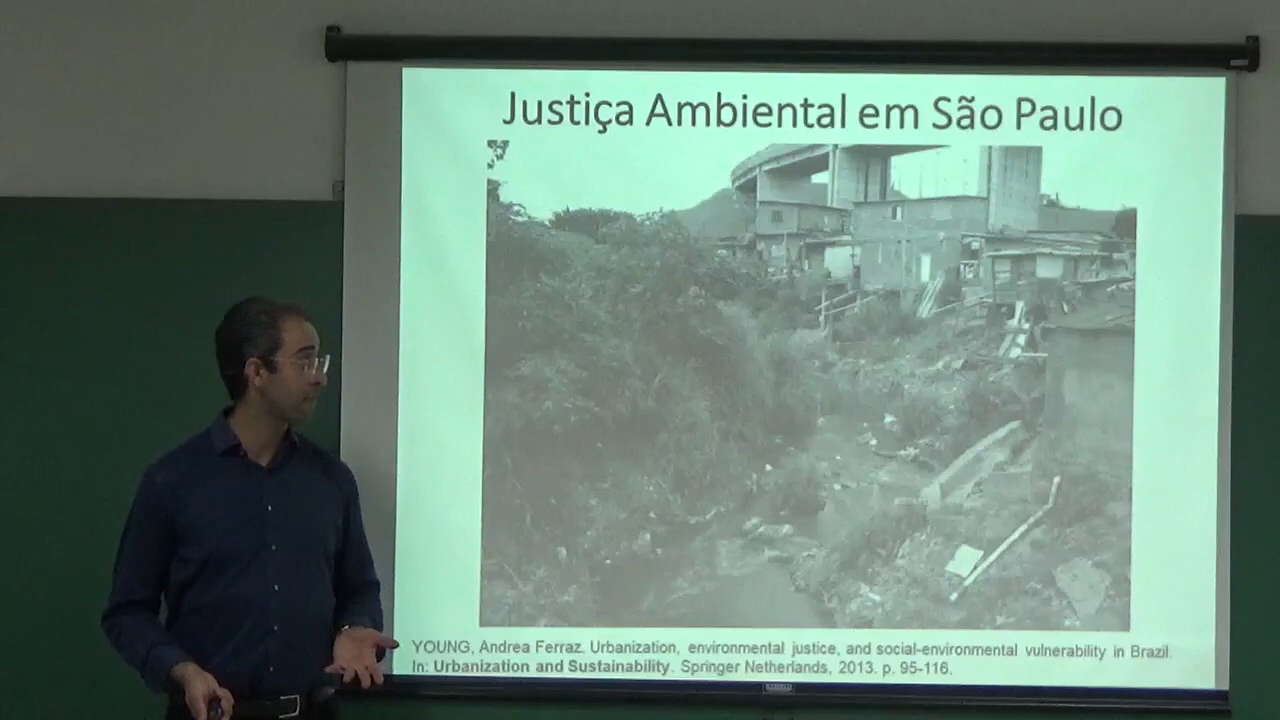 Justiça Ambiental em São Paulo
YOUNG, Andrea Ferraz. Urbanization, environmental justice, and social-environmental vulnerability in Brazil.
In: Urbanization and Sustainability. Springer Netherlands, 2013. p. 95-116.